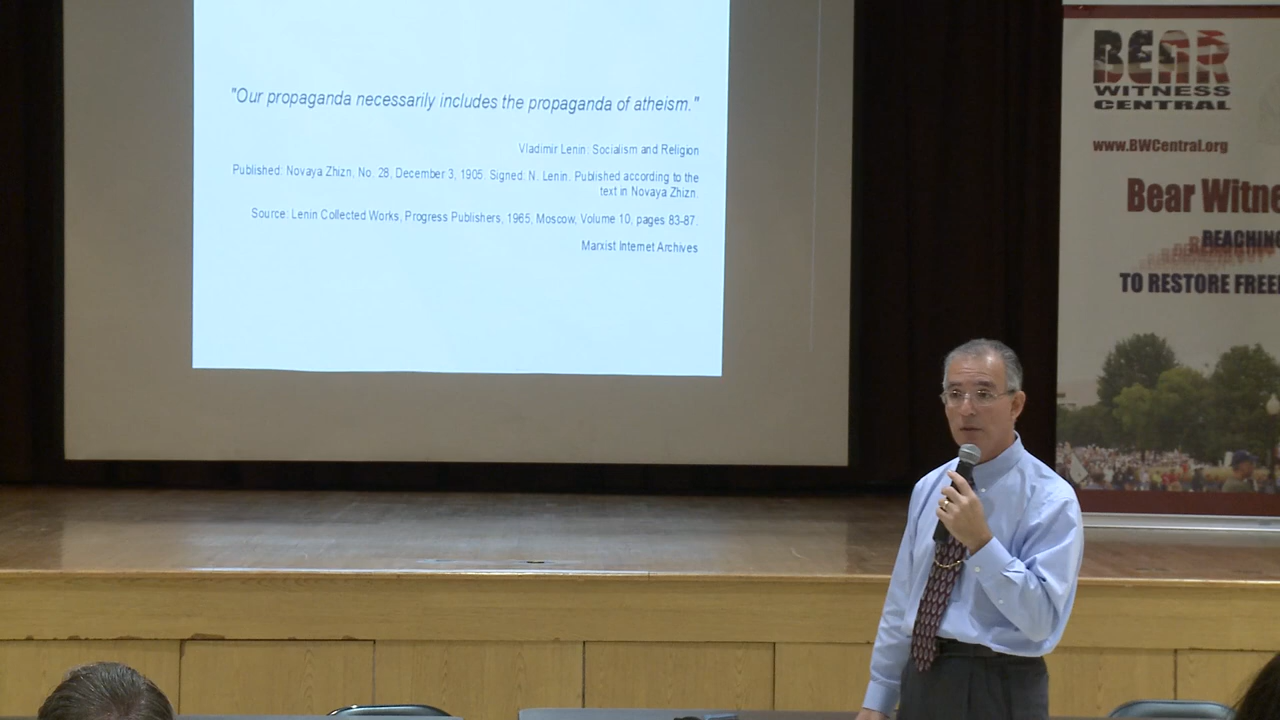 "Our propaganda necessarily includes the propaganda of atheism."
Vladimir Lenin: Socialism and Religion
Published: Novaya Zhizn, No. 28, December 3, 1905. Signed: N. Lenin. Published according to the
text in Novaya Zhizn.
Source: Lenin Collected Works, Progress Publishers, 1965, Moscow, Volume 10, pages 83-87.
Marxist Internet Archives
BEAR
WITNESS
CENTRAL
www.BWCentral.org
Bear Witne
REACHING
TO RESTORE FREE